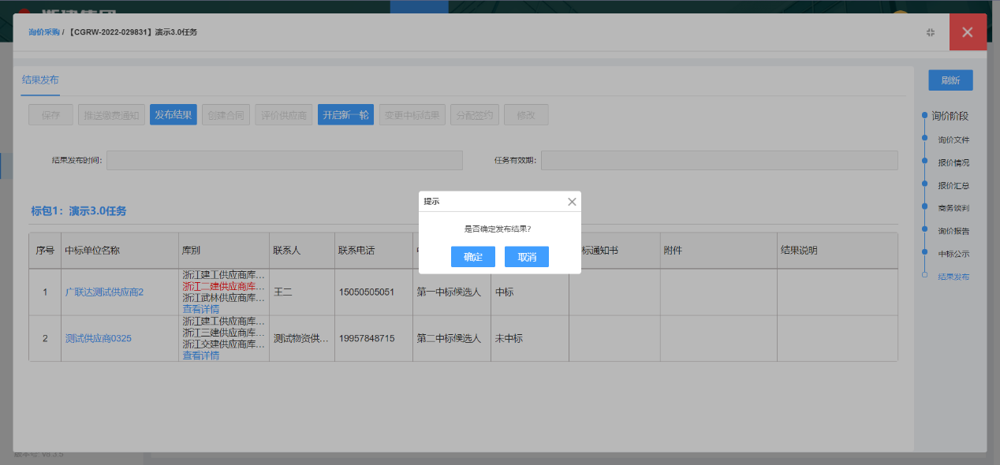 浙建集团
询价采购 / 【CGRW-2022-029831】演示3.0任务
结果发布
刷新
保存 推送缴费通知 发布结果 创建合同 评价供应商 开启新一轮 变更中标结果 分配签约 修改
结果发布时间: 任务有效期:
标包1：演示3.0任务
提示
是否确定发布结果?
确定 取消
序号 中标单位名称 库别 联系人 联系电话 标通知书 附件 结果说明
1 广联达测试供应商2 王二 15050505051 第一中标候选人 中标
浙江建工供应商库...
浙江二建供应商库...
浙江武林供应商库...
查看详情
2 测试供应商0325 测试物资供... 19957848715 第二中标候选人 未中标
浙江建工供应商库...
浙江三建供应商库...
浙江交建供应商库...
查看详情
询价阶段
询价文件
报价情况
报价汇总
商务谈判
询价报告
中标公示
结果发布
版本号: V6.3.5